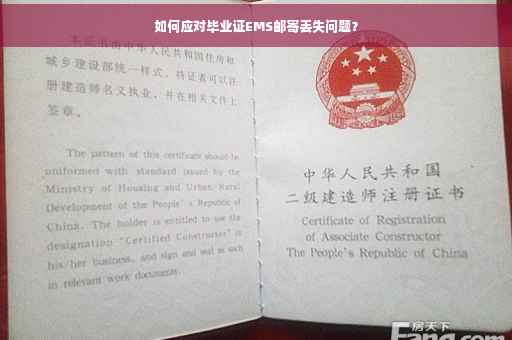 如何应对毕业证EMS邮寄丢失问题?
本证书由中华人民共和国住房和
城乡建设部统一样式,持证者可以注
册建造师名义执业,并在相关文件上
签章。
The pattern of this certificate should be
uniformed with standard issued by the
Ministry of Housing and Urban Rural
Development of the People's Republic of
China. The holder is entitled to use the
designation "Certified Constructor" in
his/her business, and sign and seal as such
in relevant work documents.
中华人民共和国
二级建造师注册证书
Certificate of Registration
of Associate Constructor
The People's Republic of China
房天下
Fang.com